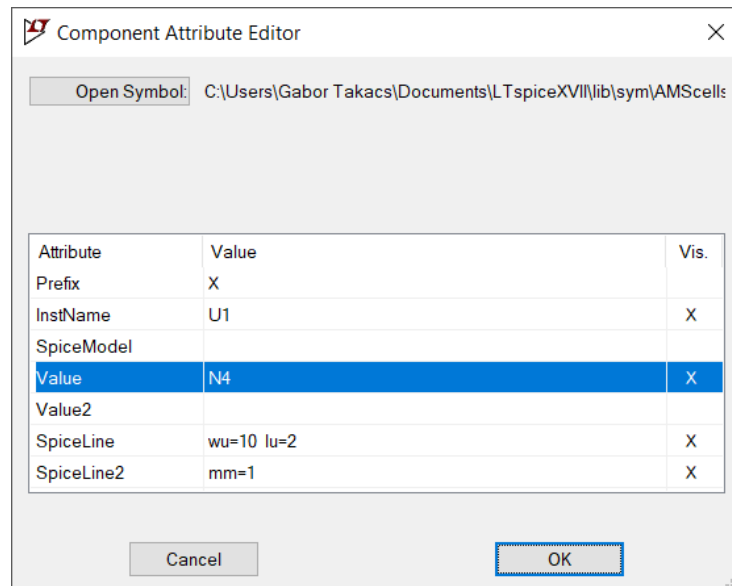 Component Attribute Editor
Open Symbol: C:\Users\Gabor Takacs\Documents\LTspiceXVII\lib\sym\AMScells
Attribute Value Vis.
Prefix X
InstName U1 X
SpiceModel
Value N4 X
Value2
SpiceLine wu=10 lu=2 X
SpiceLine2 mm=1 X
Cancel OK